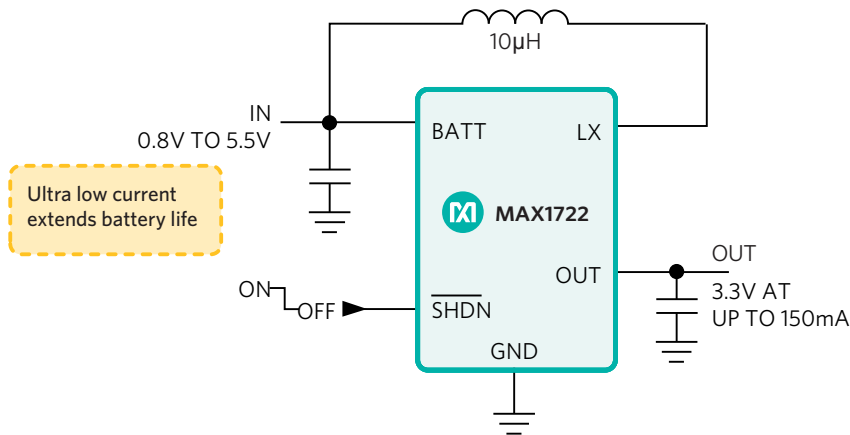 10μH
IN
0.8V TO 5.5V
BATT
LX
Ultra low current
extends battery life
MAX1722
OUT
OUT
3.3V AT
UP TO 150mA
ON
OFF
SHDN
GND